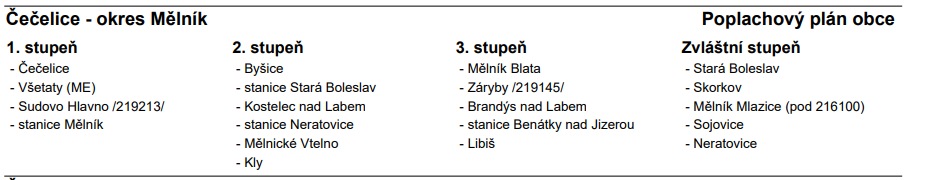 Čečelice - okres Mělník
Poplachový plán obce
1. stupeň
- Čečelice
- Všetaty (ME)
- Sudovo Hlavno /219213/
- stanice Mělník
2. stupeň
- Byšice
- stanice Stará Boleslav
- Kostelec nad Labem
- stanice Neratovice
- Mělnické Vtelno
- Kly
3. stupeň
- Mělník Blata
- Záryby /219145/
- Brandýs nad Labem
- stanice Benátky nad Jizerou
- Libiš
Zvláštní stupeň
- Stará Boleslav
- Skorkov
- Mělník Mlazice (pod 216100)
- Sojovice
- Neratovice